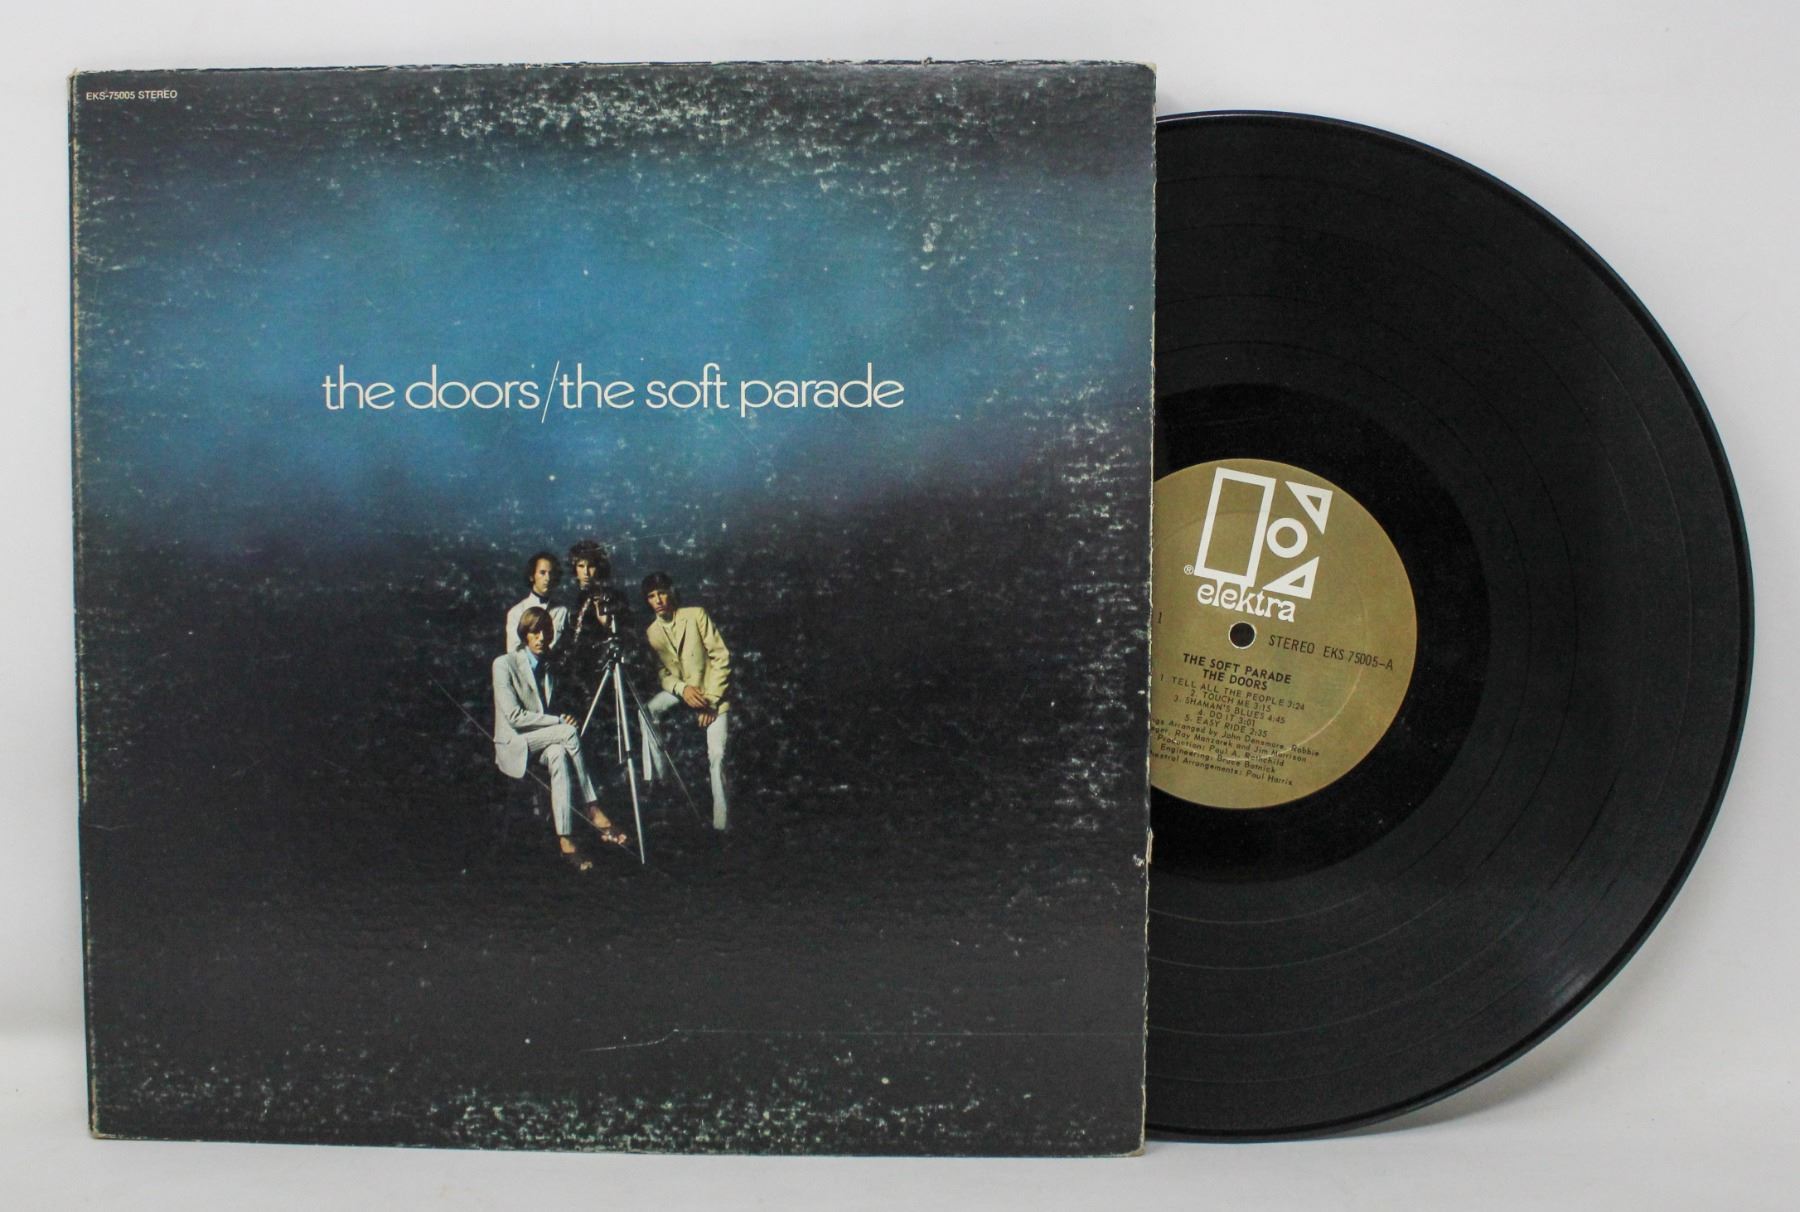 EKS-75005 STEREO
the doors/the soft parade
® elektra
1
STEREO EKS 75005-A
THE SOFT PARADE
THE DOORS
1. TELL ALL THE PEOPLE 3:24
2. TOUCH ME 3:15
3. SHAMAN'S BLUES 4:45
4. DO IT 3:01
5. EASY RIDE 2:35
Arranged by John Densmore, Robbie
Ray Manzarek and Jim Morrison
Production: Paul A. Rothchild
Engineering: Bruce Botnick
Arrangements: Paul Harris